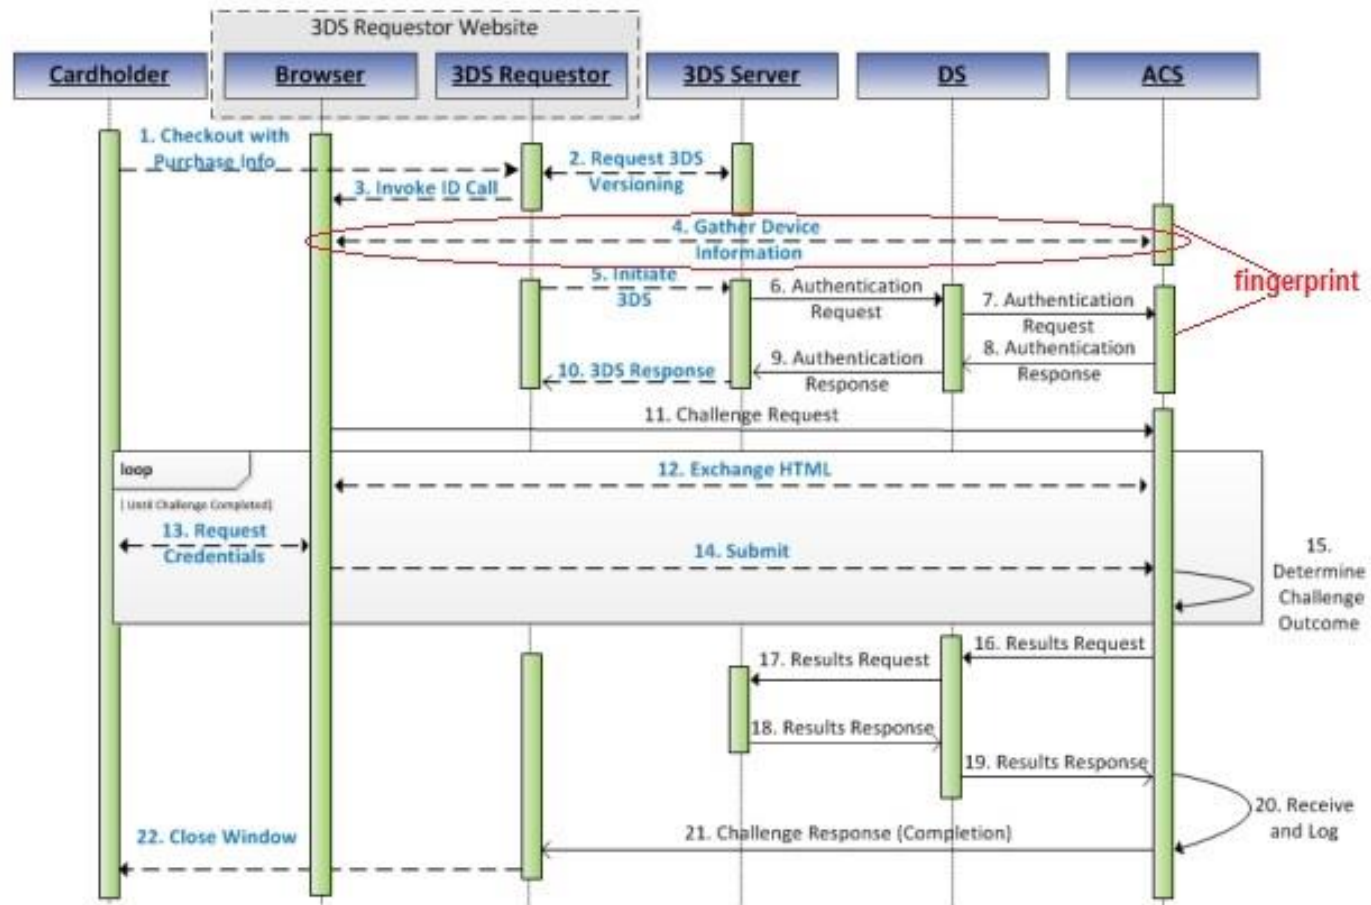 3DS Requestor Website
Cardholder
Browser
3DS Requestor
3DS Server
DS
ACS
1. Checkout with
Purchase Info
2. Request 3DS
Versioning
3. Invoke ID Call
4. Gather Device
Information
fingerprint
5. Initiate
3DS
6. Authentication
Request
7. Authentication
Request
8. Authentication
Response
9. Authentication
Response
10. 3DS Response
11. Challenge Request
loop
[ Until Challenge Completed]
12. Exchange HTML
13. Request
Credentials
14. Submit
15.
Determine
Challenge
Outcome
16. Results Request
17. Results Request
18. Results Response
19. Results Response
20. Receive
and Log
21. Challenge Response (Completion)
22. Close Window